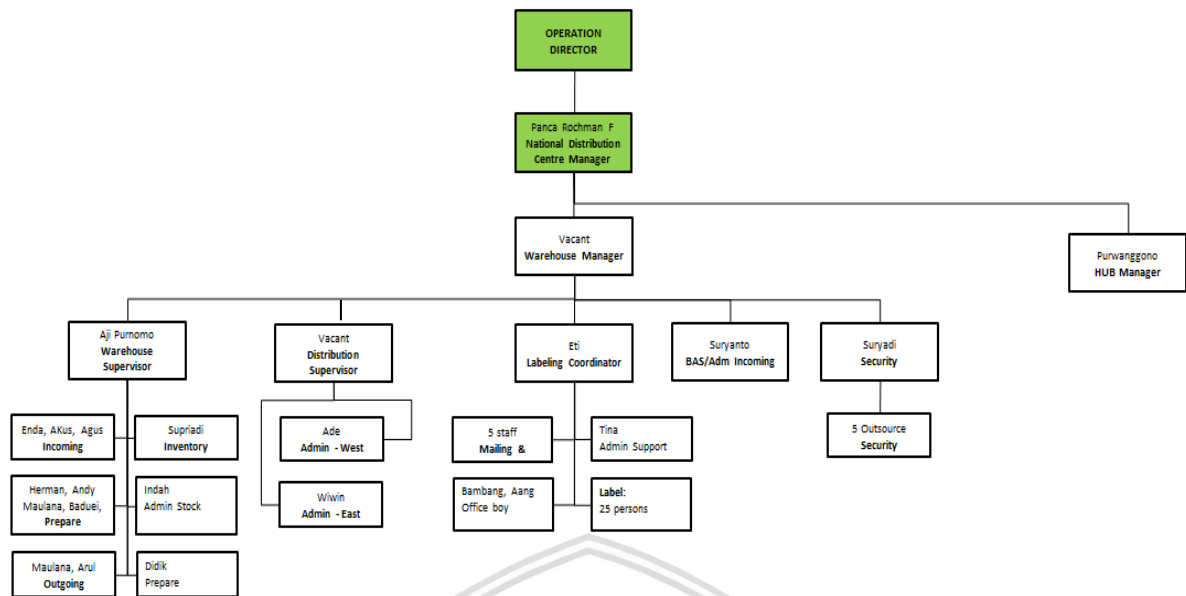 OPERATION
DIRECTOR
Panca Rochman F
National Distribution
Centre Manager
Vacant
Warehouse Manager
Purwanggono
HUB Manager
Aji Purnomo
Warehouse
Supervisor
Vacant
Distribution
Supervisor
Eti
Labeling Coordinator
Suryanto
BAS/Adm Incoming
Suryadi
Security
Enda, AKus, Agus
Incoming
Supriadi
Inventory
Ade
Admin - West
5 staff
Mailing &
Tina
Admin Support
5 Outsource
Security
Herman, Andy
Maulana, Baduei,
Prepare
Indah
Admin Stock
Wiwin
Admin - East
Bambang, Aang
Office boy
Label:
25 persons
Maulana, Arul
Outgoing
Didik
Prepare